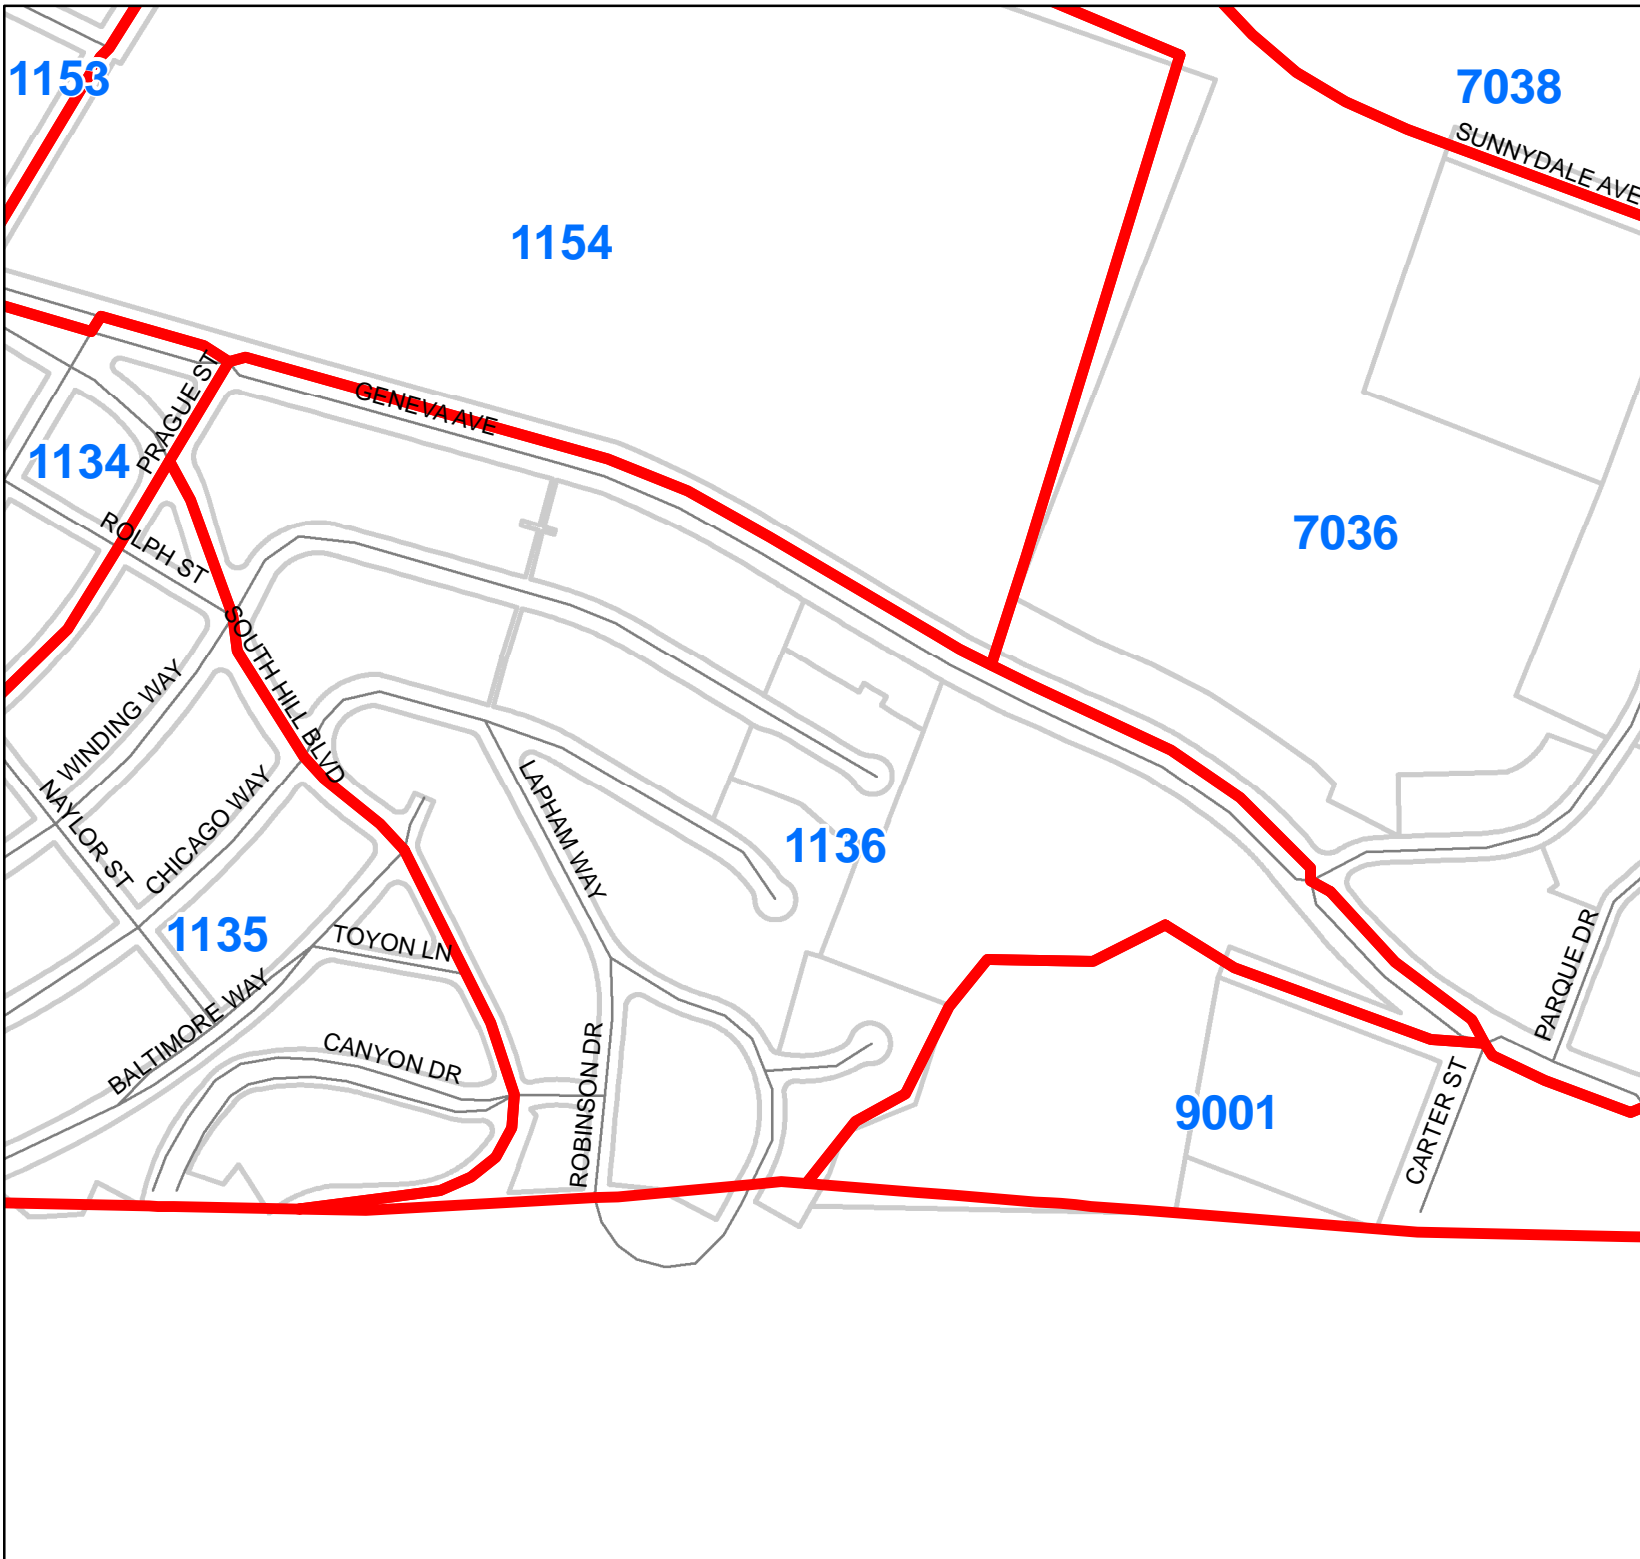 1153
7038
SUNNYDALE AVE
1154
PRAGUE ST
GENEVA AVE
1134
7036
ROLPH ST
SOUTH HILL BLVD
N WINDING WAY
NAYLOR ST
CHICAGO WAY
LAPHAM WAY
1136
1135
TOYON LN
PARQUE DR
BALTIMORE WAY
CANYON DR
ROBINSON DR
9001
CARTER ST